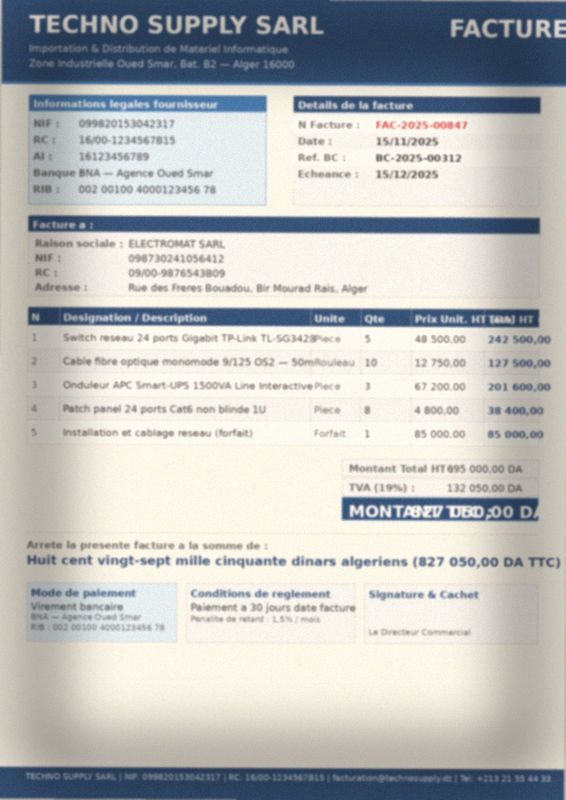 TECHNO SUPPLY SARL
FACTURE
Importation & Distribution de Materiel Informatique
Zone Industrielle Oued Smar, Bat. B2 — Alger 16000
Informations legales fournisseur
NIF : 099820153042317
RC : 16/00-1234567B15
AI : 16123456789
Banque BNA — Agence Oued Smar
RIB : 002 00100 4000123456 78
Details de la facture
N Facture : FAC-2025-00847
Date : 15/11/2025
Ref. BC : BC-2025-00312
Echeance : 15/12/2025
Facture a :
Raison sociale : ELECTROMAT SARL
NIF : 098730241056412
RC : 09/00-9876543B09
Adresse : Rue des Freres Bouadou, Bir Mourad Rais, Alger
N Designation / Description Unite Qte Prix Unit. HT HT
1 Switch reseau 24 ports Gigabit TP-Link TL-SG3428 Piece 5 48 500,00 242 500,00
2 Cable fibre optique monomode 9/125 OS2 — 50m Rouleau 10 12 750,00 127 500,00
3 Onduleur APC Smart-UPS 1500VA Line Interactive Piece 3 67 200,00 201 600,00
4 Patch panel 24 ports Cat6 non blinde 1U Piece 8 4 800,00 38 400,00
5 Installation et cablage reseau (forfait) Forfait 1 85 000,00 85 000,00
Montant Total HT 695 000,00 DA
TVA (19%) : 132 050,00 DA
MONTANT TTC : 827 050,00 DA
Arrete la presente facture a la somme de :
Huit cent vingt-sept mille cinquante dinars algeriens (827 050,00 DA TTC)
Mode de paiement
Virement bancaire
BNA — Agence Oued Smar
RIB : 002 00100 4000123456 78
Conditions de reglement
Paiement a 30 jours date facture
Penalite de retard : 1,5% / mois
Signature & Cachet
Le Directeur Commercial
TECHNO SUPPLY SARL | NIF: 099820153042317 | RC: 16/00-1234567B15 | facturation@technosupply.dz | Tel: +213 21 55 44 33